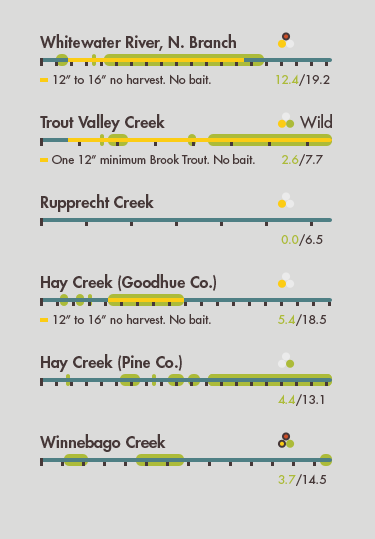 Whitewater River, N. Branch
12” to 16” no harvest. No bait.
12.4/19.2
Trout Valley Creek
Wild
One 12” minimum Brook Trout. No bait.
2.6/7.7
Rupprecht Creek
0.0/6.5
Hay Creek (Goodhue Co.)
12” to 16” no harvest. No bait.
5.4/18.5
Hay Creek (Pine Co.)
4.4/13.1
Winnebago Creek
3.7/14.5